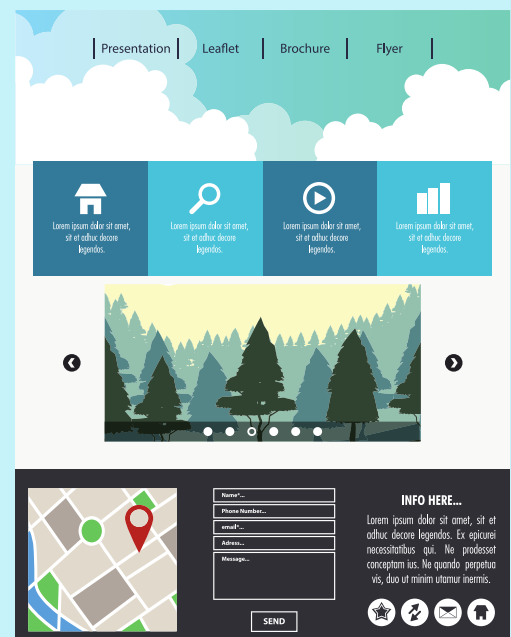 Presentation
Leaflet
Brochure
Flyer
Lorem ipsum dolor sit amet,
sit et adhuc decore
legendos.
Lorem ipsum dolor sit amet,
sit et adhuc decore
legendos.
Lorem ipsum dolor sit amet,
sit et adhuc decore
legendos.
Lorem ipsum dolor sit amet,
sit et adhuc decore
legendos.
Name*...
Phone Number...
email*...
Adress...
Message...
SEND
INFO HERE...
Lorem ipsum dolor sit amet, sit et
adhuc decore legendos. Ex epicurei
necessitatibus qui. Ne prodesset
conceptam ius. Ne quando perpetua
vis, duo ut minim utamur inermis.